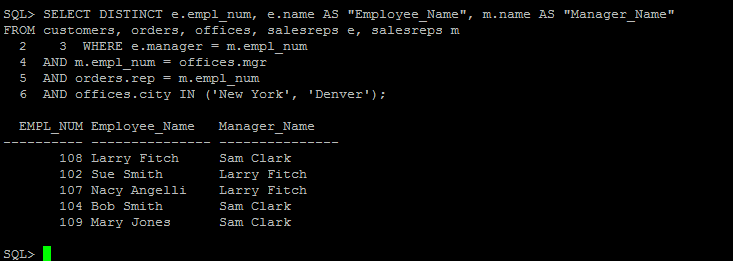 SQL> SELECT DISTINCT e.empl_num, e.name AS "Employee_Name", m.name AS "Manager_Name"
FROM customers, orders, offices, salesreps e, salesreps m
  2    3  WHERE e.manager = m.empl_num
  4  AND m.empl_num = offices.mgr
  5  AND orders.rep = m.empl_num
  6  AND offices.city IN ('New York', 'Denver');
  EMPL_NUM Employee_Name   Manager_Name
---------- --------------- ---------------
       108 Larry Fitch     Sam Clark
       102 Sue Smith       Larry Fitch
       107 Nacy Angelli    Larry Fitch
       104 Bob Smith       Sam Clark
       109 Mary Jones      Sam Clark
SQL>